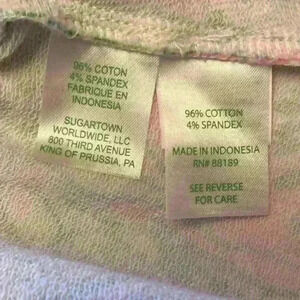 96% COTON
4% SPANDEX
FABRIQUE EN
INDONESIA
SUGARTOWN
WORLDWIDE, LLC
800 THIRD AVENUE
KING OF PRUSSIA, PA
96% COTTON
4% SPANDEX
MADE IN INDONESIA
RN# 88189
SEE REVERSE
FOR CARE